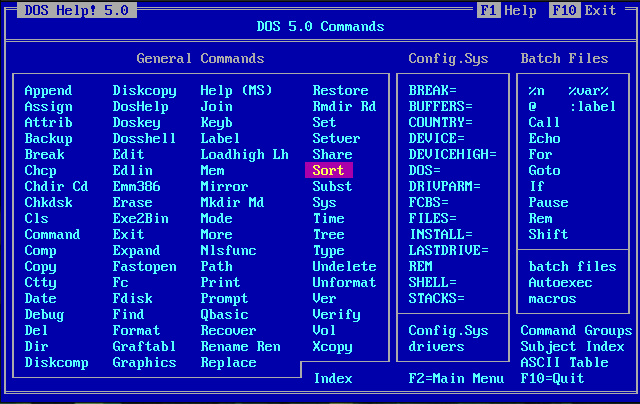 DOS Help! 5.0 F1 Help F10 Exit
DOS 5.0 Commands
General Commands Config.Sys Batch Files
Append Diskcopy Help (MS) Restore BREAK= %n %var%
Assign DosHelp Join Rmdir Rd BUFFERS= @ :label
Attrib Doskey Keyb Set COUNTRY= Call
Backup Dosshell Label Setver DEVICE= Echo
Break Edit Loadhigh Lh Share DEVICEHIGH= For
Chcp Edlin Mem Sort DOS= Goto
Chdir Cd Emm386 Mirror Subst DRIVPARM= If
Chkdsk Erase Mkdir Md Sys FCBS= Pause
Cls Exe2Bin Mode Time FILES= Rem
Command Exit More Tree INSTALL= Shift
Comp Expand Nlsfunc Type LASTDRIVE=
Copy Fastopen Path Undelete REM batch files
Ctty Fc Print Unformat SHELL= Autoexec
Date Fdisk Prompt Ver STACKS= macros
Debug Find Qbasic Verify
Del Format Recover Vol Config.Sys Command Groups
Dir Graftabl Rename Ren Xcopy drivers Subject Index
Diskcomp Graphics Replace ASCII Table
Index F2=Main Menu F10=Quit